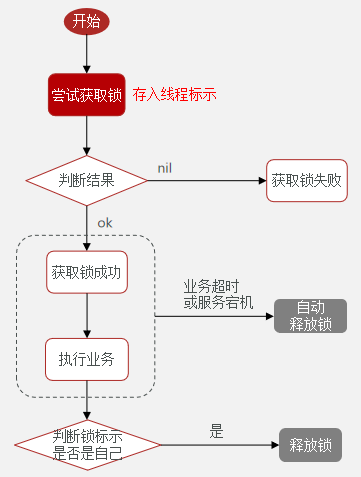 开始
尝试获取锁
存入线程标示
判断结果
nil
获取锁失败
ok
获取锁成功
业务超时
或服务宕机
自动
释放锁
执行业务
判断锁标示
是否是自己
是
释放锁